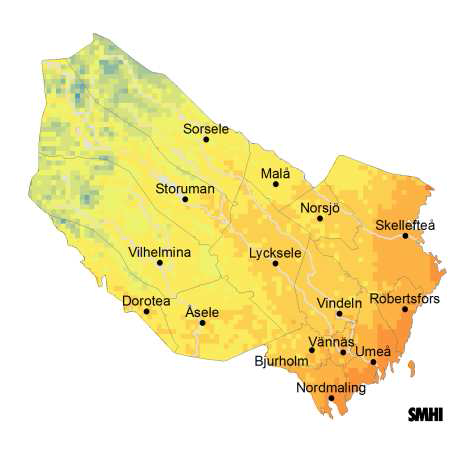 Sorsele
Malå
Storuman
Norsjö
Skellefteå
Vilhelmina
Lycksele
Dorotea
Åsele
Vindeln
Robertsfors
Vännäs
Bjurholm
Umeå
Nordmaling
SMHI